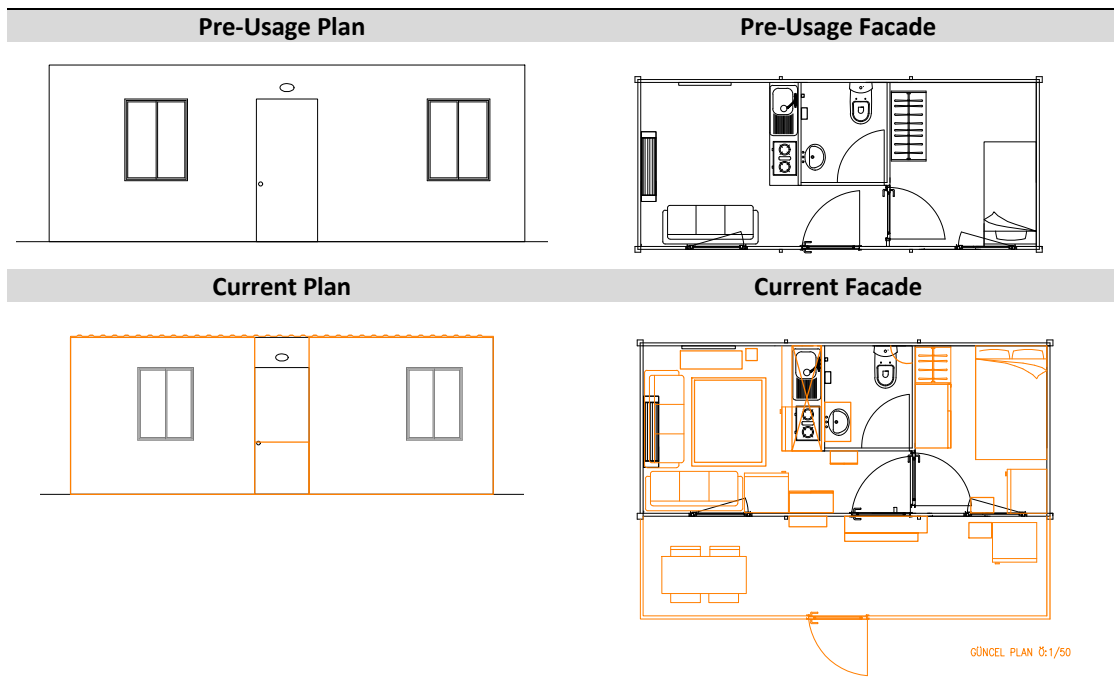 Pre-Usage Plan
Pre-Usage Facade
Current Plan
Current Facade
GÜNCEL PLAN Ö:1/50